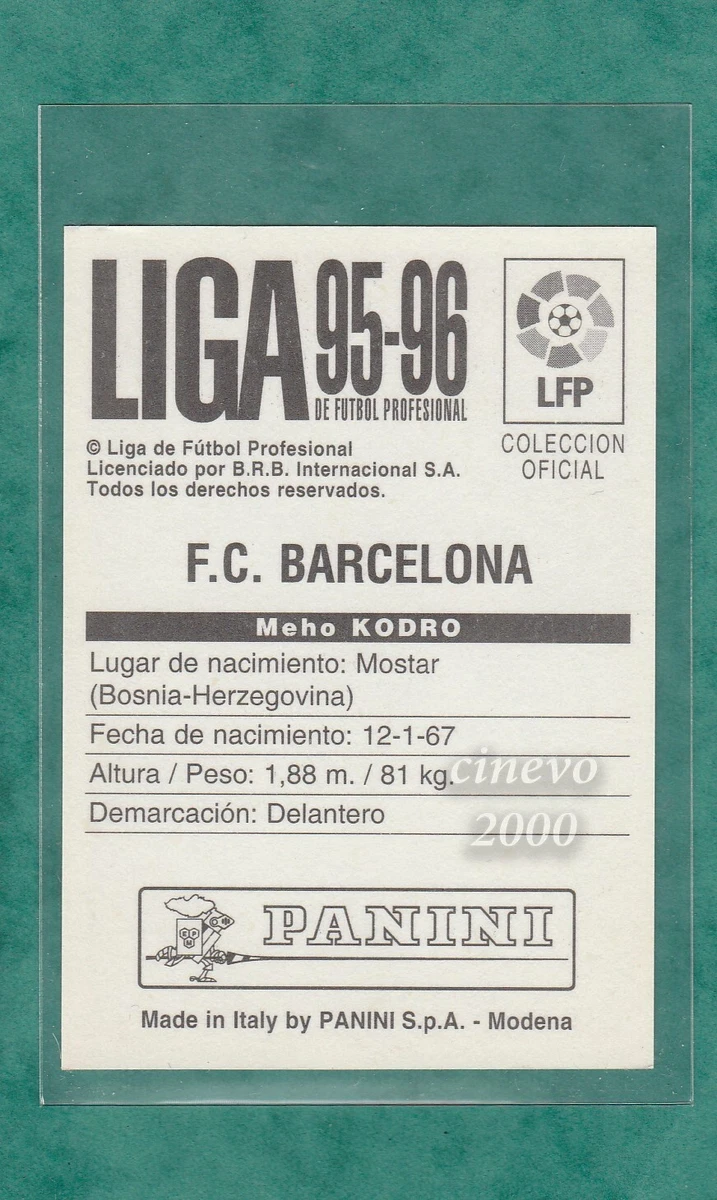 LIGA 95-96
DE FUTBOL PROFESIONAL
LFP
COLECCION
OFICIAL
© Liga de Fútbol Profesional
Licenciado por B.R.B. Internacional S.A.
Todos los derechos reservados.
F.C. BARCELONA
Meho KODRO
Lugar de nacimiento: Mostar
(Bosnia-Herzegovina)
Fecha de nacimiento: 12-1-67
Altura / Peso: 1,88 m. / 81 kg.
Demarcación: Delantero
cinevo
2000
PANINI
Made in Italy by PANINI S.p.A. - Modena